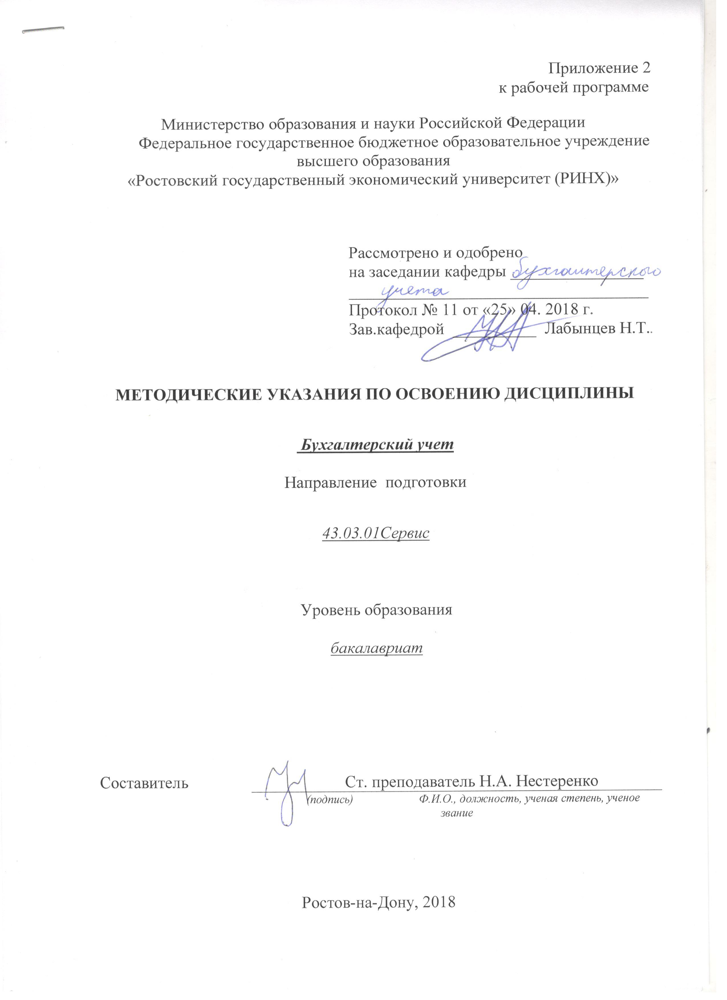 Приложение 2
к рабочей программе
Министерство образования и науки Российской Федерации
Федеральное государственное бюджетное образовательное учреждение
высшего образования
«Ростовский государственный экономический университет (РИНХ)»
Рассмотрено и одобрено
на заседании кафедры бухгалтерского
учета
Протокол № 11 от «25» 04. 2018 г.
Зав.кафедрой Лабынцев Н.Т..
МЕТОДИЧЕСКИЕ УКАЗАНИЯ ПО ОСВОЕНИЮ ДИСЦИПЛИНЫ
Бухгалтерский учет
Направление подготовки
43.03.01Сервис
Уровень образования
бакалавриат
Составитель Ст. преподаватель Н.А. Нестеренко
(подпись) Ф.И.О., должность, ученая степень, ученое
звание
Ростов-на-Дону, 2018